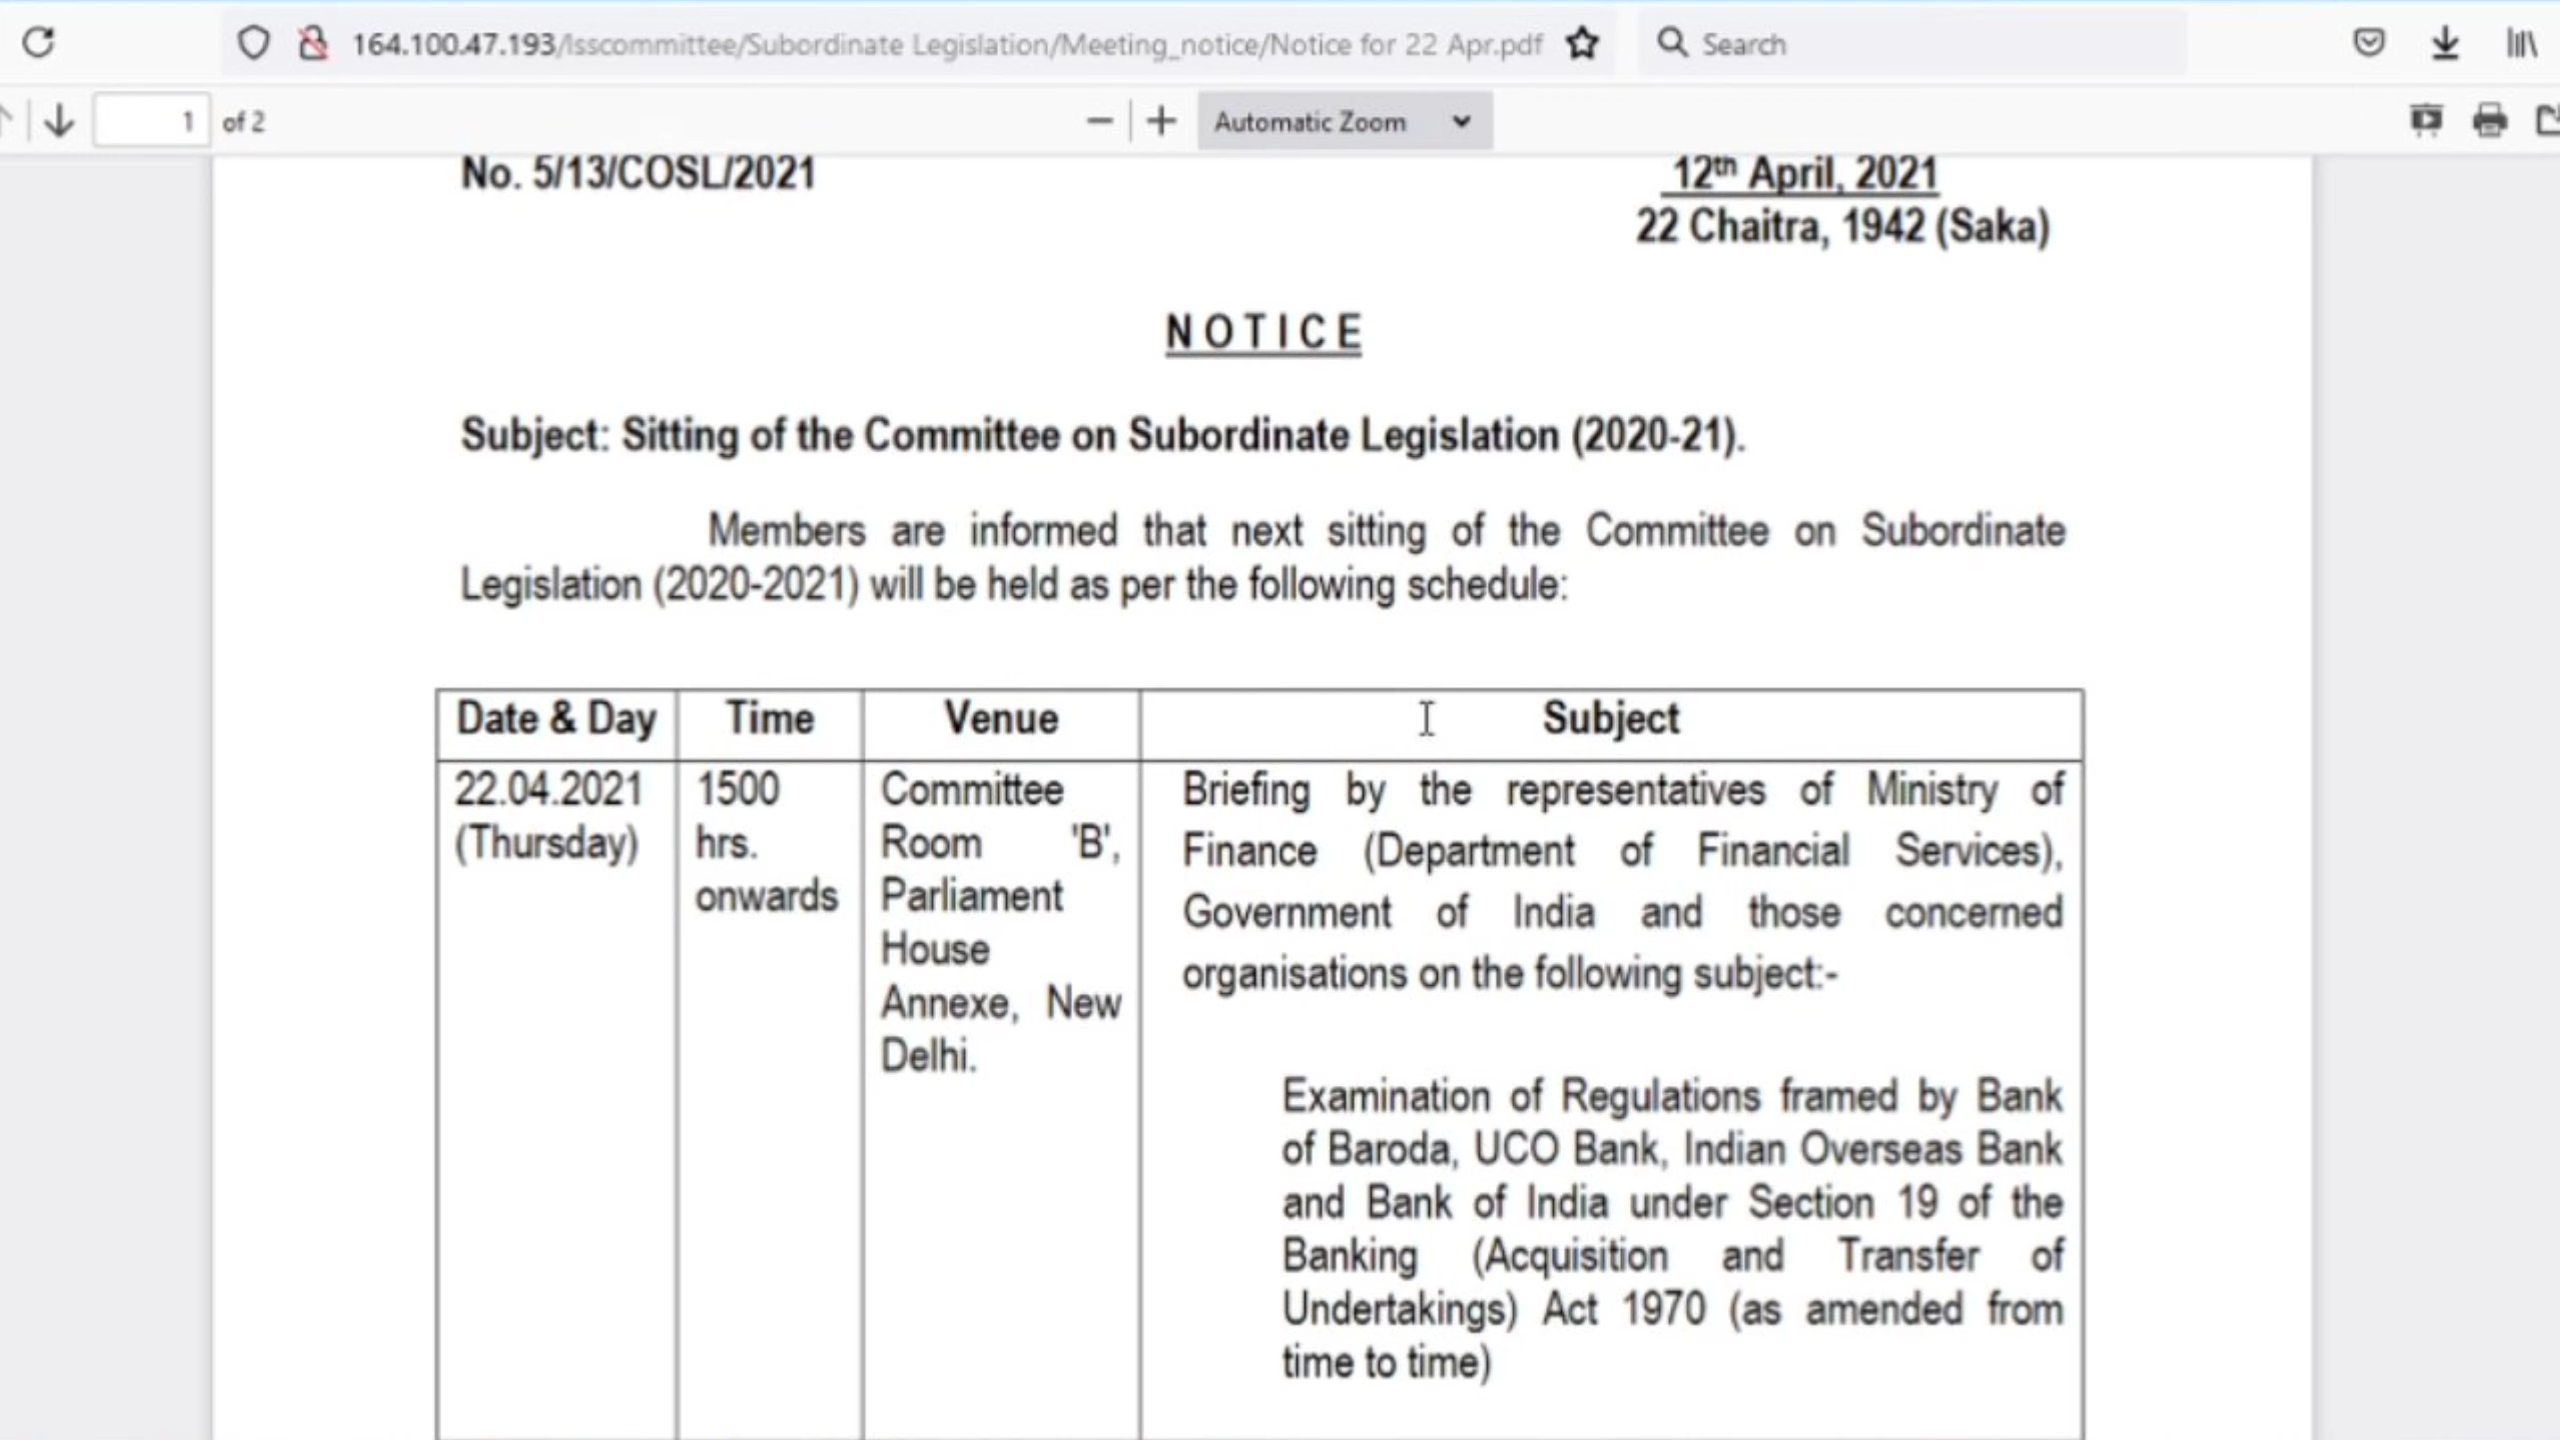 164.100.47.193/lsscommittee/Subordinate Legislation/Meeting_notice/Notice for 22 Apr.pdf
Search
1 of 2
Automatic Zoom
No. 5/13/COSL/2021
12th April, 2021
22 Chaitra, 1942 (Saka)
NOTICE
Subject: Sitting of the Committee on Subordinate Legislation (2020-21).
Members are informed that next sitting of the Committee on Subordinate
Legislation (2020-2021) will be held as per the following schedule:
Date & Day
Time
Venue
Subject
22.04.2021
(Thursday)
1500
hrs.
onwards
Committee
Room 'B',
Parliament
House
Annexe, New
Delhi.
Briefing by the representatives of Ministry of
Finance (Department of Financial Services),
Government of India and those concerned
organisations on the following subject:-
Examination of Regulations framed by Bank
of Baroda, UCO Bank, Indian Overseas Bank
and Bank of India under Section 19 of the
Banking (Acquisition and Transfer of
Undertakings) Act 1970 (as amended from
time to time)